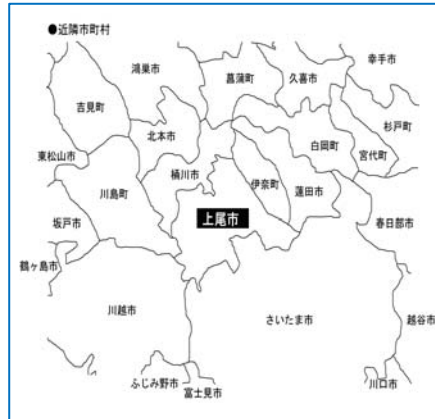 ●近隣市町村
鴻巣市
菖蒲町
久喜市
幸手市
吉見町
杉戸町
北本市
白岡町
宮代町
東松山市
桶川市
伊奈町
蓮田市
川島町
上尾市
坂戸市
春日部市
鶴ヶ島市
川越市
さいたま市
越谷市
ふじみ野市
富士見市
川口市